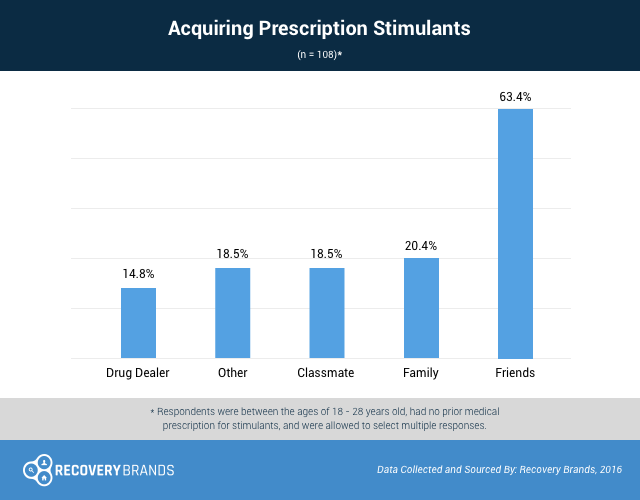 Acquiring Prescription Stimulants
(n = 108)*
63.4%
20.4%
18.5%
18.5%
14.8%
Drug Dealer
Other
Classmate
Family
Friends
* Respondents were between the ages of 18 - 28 years old, had no prior medical
prescription for stimulants, and were allowed to select multiple responses.
RECOVERY BRANDS
Data Collected and Sourced By: Recovery Brands, 2016